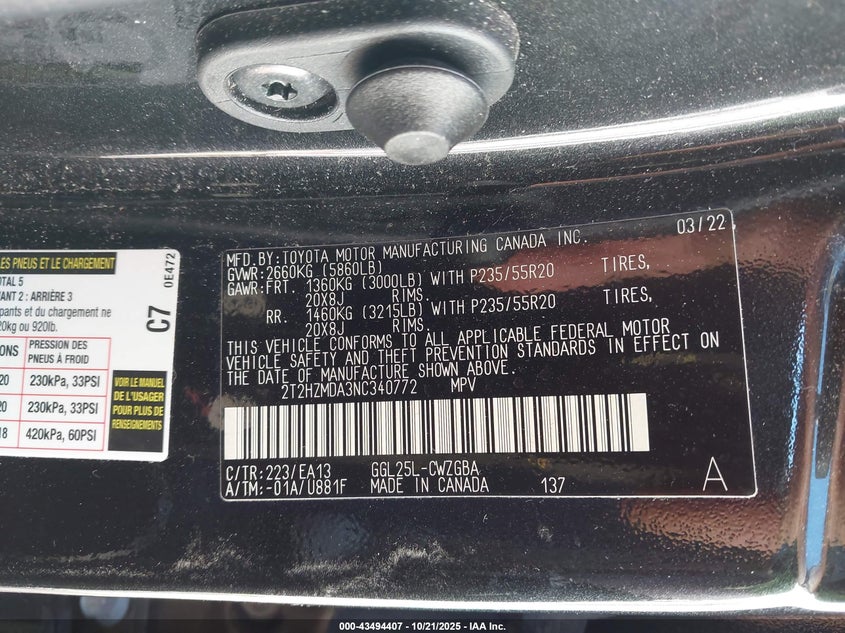 LES PNEUS ET LE CHARGEMENT
0E472
C7
TOTAL 5
AVANT 2 : ARRIÈRE 3
pants et du chargement ne
20kg ou 920lb.
ONS
PRESSION DES
PNEUS À FROID
20
230kPa, 33PSI
20
230kPa, 33PSI
18
420kPa, 60PSI
VOIR LE MANUEL
DE L'USAGER
POUR PLUS DE
RENSEIGNEMENTS
MFD.BY:TOYOTA MOTOR MANUFACTURING CANADA INC. 03/22
GVWR:2660KG (5860LB)
GAWR:FRT. 1360KG (3000LB) WITH P235/55R20 TIRES,
20X8J RIMS.
RR. 1460KG (3215LB) WITH P235/55R20 TIRES,
20X8J RIMS.
THIS VEHICLE CONFORMS TO ALL APPLICABLE FEDERAL MOTOR
VEHICLE SAFETY AND THEFT PREVENTION STANDARDS IN EFFECT ON
THE DATE OF MANUFACTURE SHOWN ABOVE.
2T2HZMDA3NC340772 MPV
C/TR:223/EA13 GGL25L-CWZGBA
A/TM:-01A/U881F MADE IN CANADA 137 A
000-43494407 - 10/21/2025 - IAA Inc.